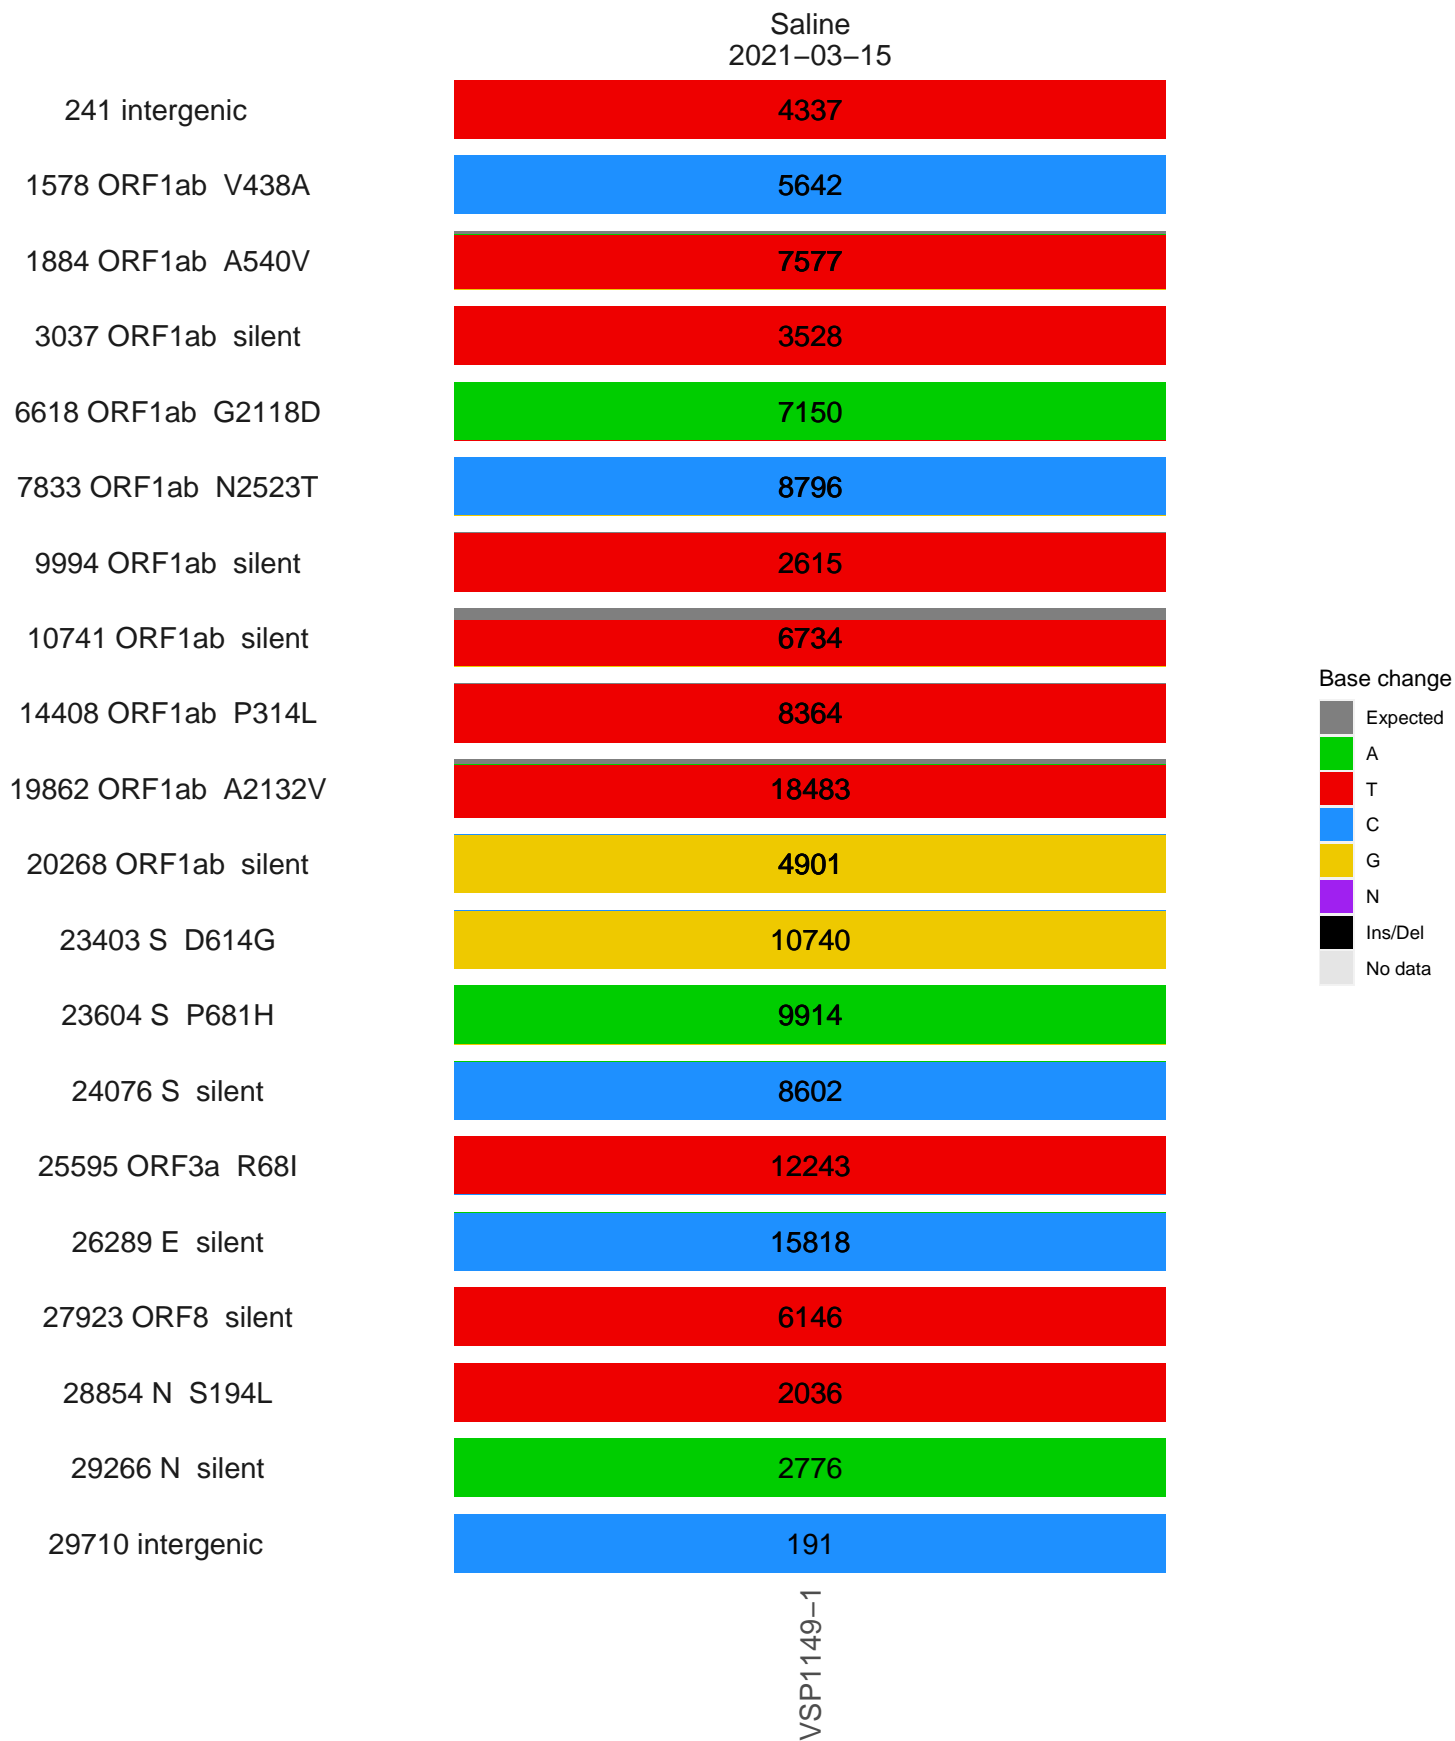 Saline
2021−03−15
241 intergenic 4337
1578 ORF1ab V438A 5642
1884 ORF1ab A540V 7577
3037 ORF1ab silent 3528
6618 ORF1ab G2118D 7150
7833 ORF1ab N2523T 8796
9994 ORF1ab silent 2615
10741 ORF1ab silent 6734
14408 ORF1ab P314L 8364
19862 ORF1ab A2132V 18483
20268 ORF1ab silent 4901
23403 S D614G 10740
23604 S P681H 9914
24076 S silent 8602
25595 ORF3a R68I 12243
26289 E silent 15818
27923 ORF8 silent 6146
28854 N S194L 2036
29266 N silent 2776
29710 intergenic 191
VSP1149−1
Base change
Expected
A
T
C
G
N
Ins/Del
No data